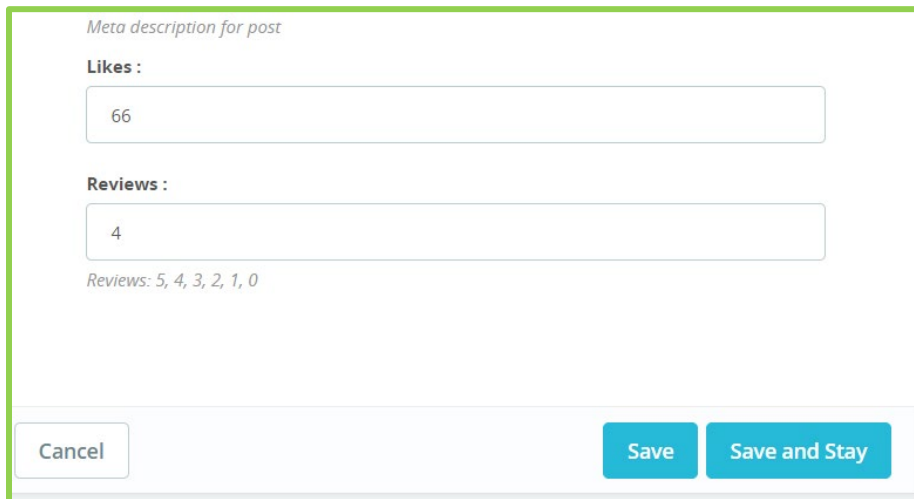 Meta description for post
Likes :
66
Reviews :
4
Reviews: 5, 4, 3, 2, 1, 0
Cancel
Save
Save and Stay